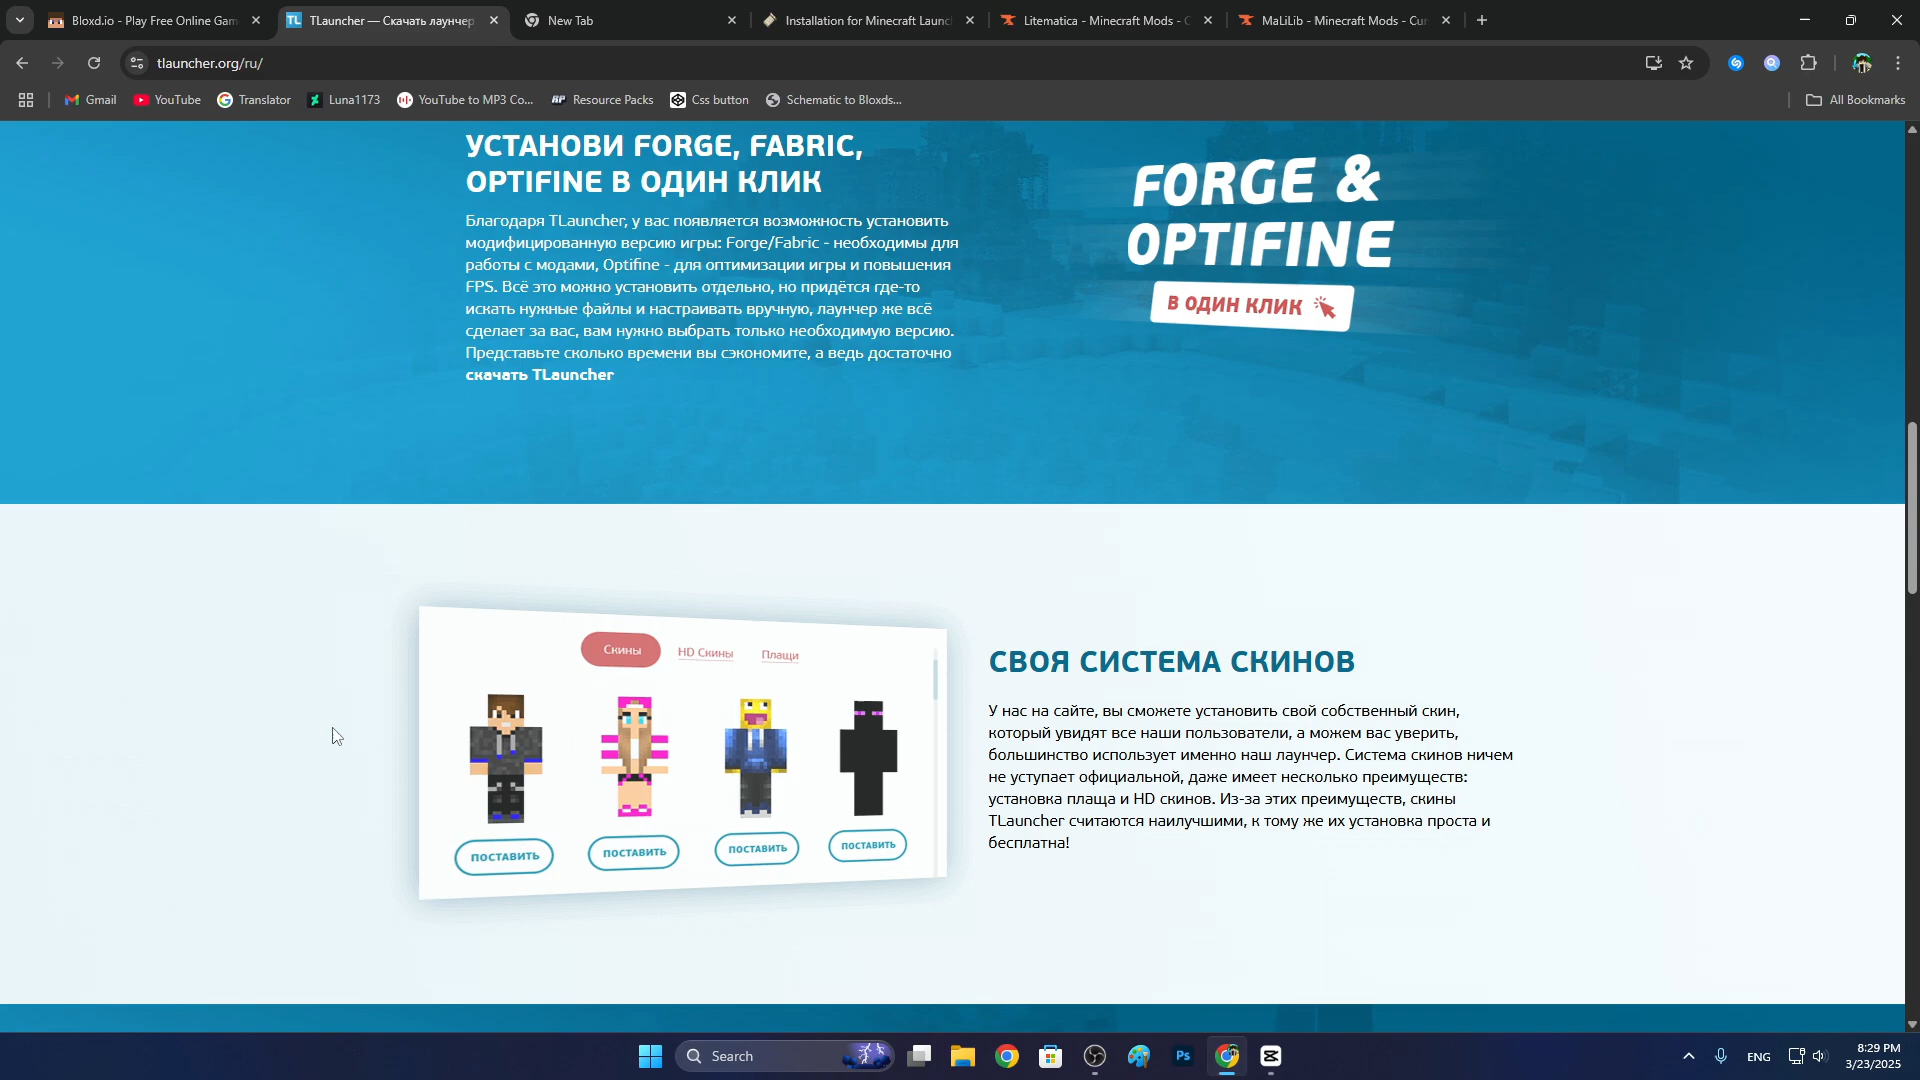 Bloxd.io - Play Free Online Gam
TLauncher — Скачать лаунчер
New Tab
Installation for Minecraft Launc
Litematica - Minecraft Mods - C
MaLiLib - Minecraft Mods - Cur
tlauncher.org/ru/
Gmail
YouTube
Translator
Luna1173
YouTube to MP3 Co...
Resource Packs
Css button
Schematic to Bloxds...
All Bookmarks
УСТАНОВИ FORGE, FABRIC,
OPTIFINE В ОДИН КЛИК
Благодаря TLauncher, у вас появляется возможность установить
модифицированную версию игры: Forge/Fabric - необходимы для
работы с модами, Optifine - для оптимизации игры и повышения
FPS. Всё это можно установить отдельно, но придётся где-то
искать нужные файлы и настраивать вручную, лаунчер же всё
сделает за вас, вам нужно выбрать только необходимую версию.
Представьте сколько времени вы сэкономите, а ведь достаточно
скачать TLauncher
FORGE &
OPTIFINE
В ОДИН КЛИК
Скины
HD Скины
Плащи
ПОСТАВИТЬ
ПОСТАВИТЬ
ПОСТАВИТЬ
ПОСТАВИТЬ
СВОЯ СИСТЕМА СКИНОВ
У нас на сайте, вы сможете установить свой собственный скин,
который увидят все наши пользователи, а можем вас уверить,
большинство использует именно наш лаунчер. Система скинов ничем
не уступает официальной, даже имеет несколько преимуществ:
установка плаща и HD скинов. Из-за этих преимуществ, скины
TLauncher считаются наилучшими, к тому же их установка проста и
бесплатна!
Search
Ps
ENG
8:29 PM
3/23/2025